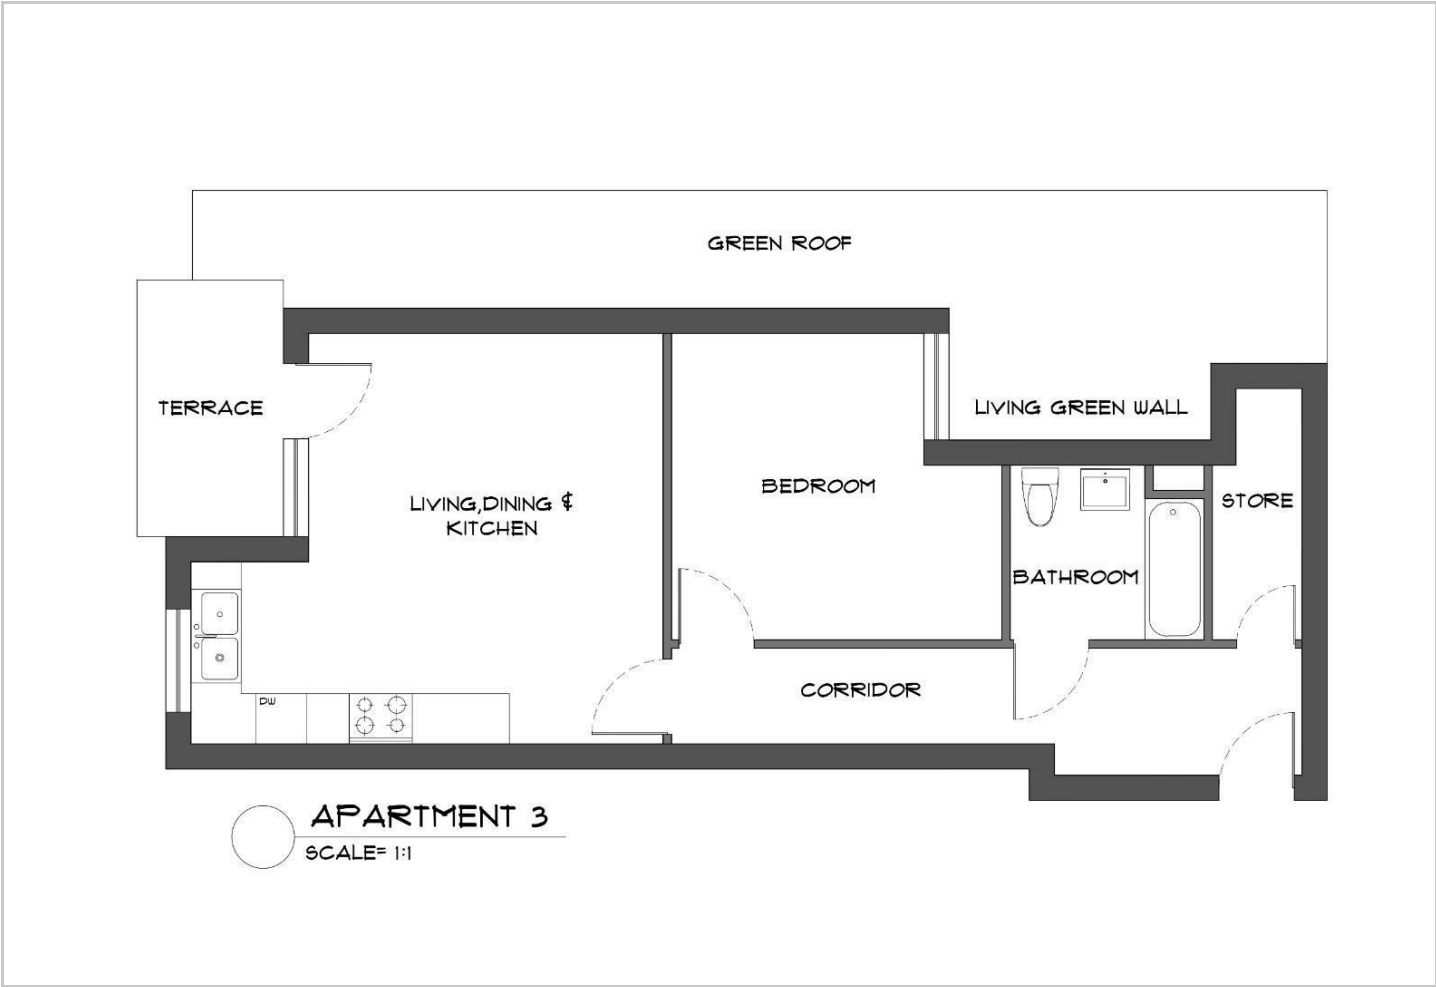 GREEN ROOF
TERRACE
LIVING GREEN WALL
LIVING,DINING &
KITCHEN
BEDROOM
STORE
BATHROOM
CORRIDOR
DW
APARTMENT 3
SCALE= 1:1